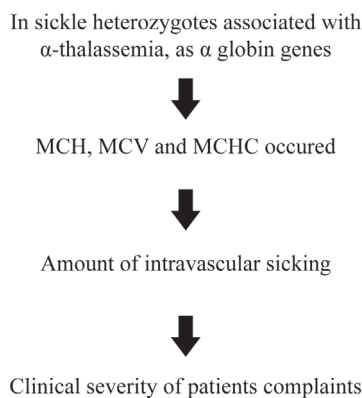 In sickle heterozygotes associated with
α-thalassemia, as α globin genes
MCH, MCV and MCHC occured
Amount of intravascular sicking
Clinical severity of patients complaints